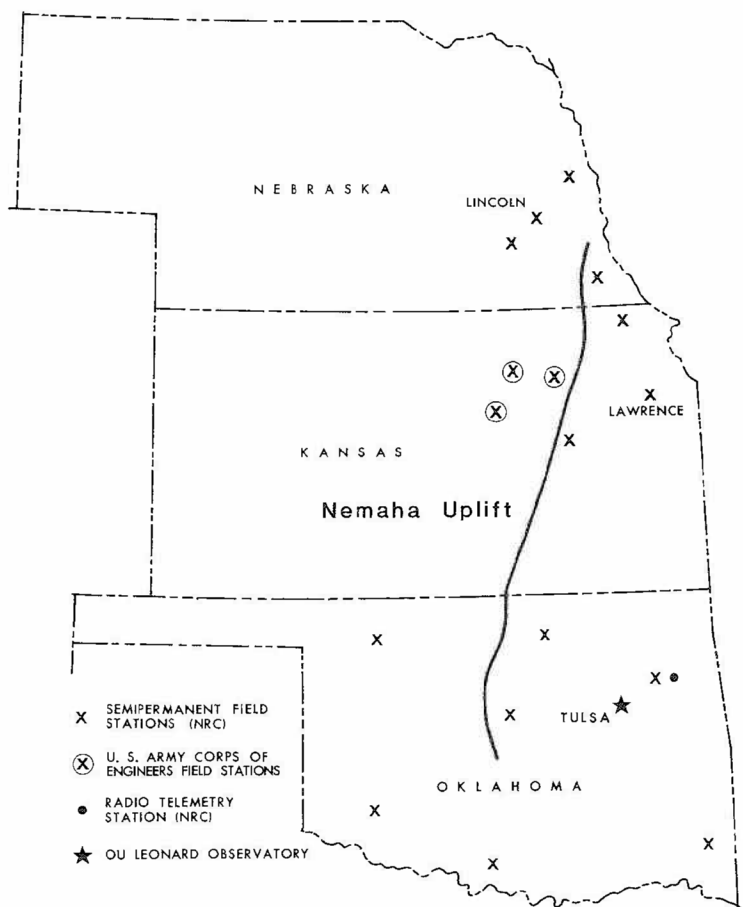 NEBRASKA
LINCOLN
LAWRENCE
KANSAS
Nemaha Uplift
TULSA
OKLAHOMA
X SEMIPERMANENT FIELD
STATIONS (NRC)
U. S. ARMY CORPS OF
ENGINEERS FIELD STATIONS
RADIO TELEMETRY
STATION (NRC)
OU LEONARD OBSERVATORY